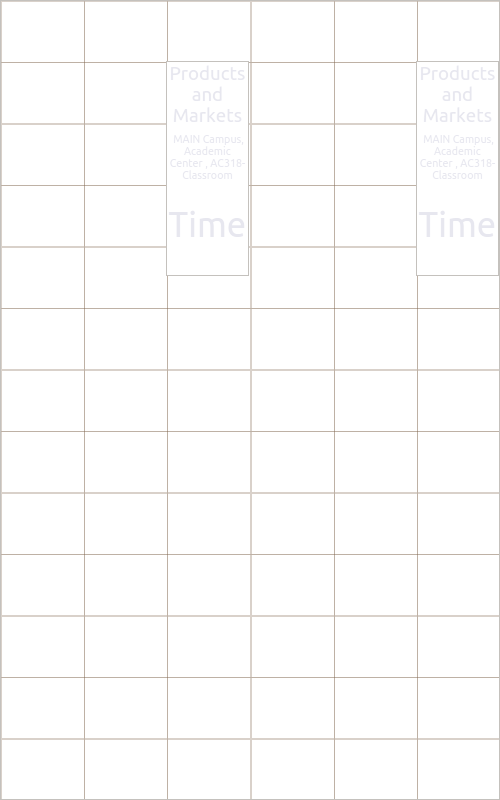 Products
and
Markets
MAIN Campus,
Academic
Center , AC318-
Classroom
Time
Products
and
Markets
MAIN Campus,
Academic
Center , AC318-
Classroom
Time